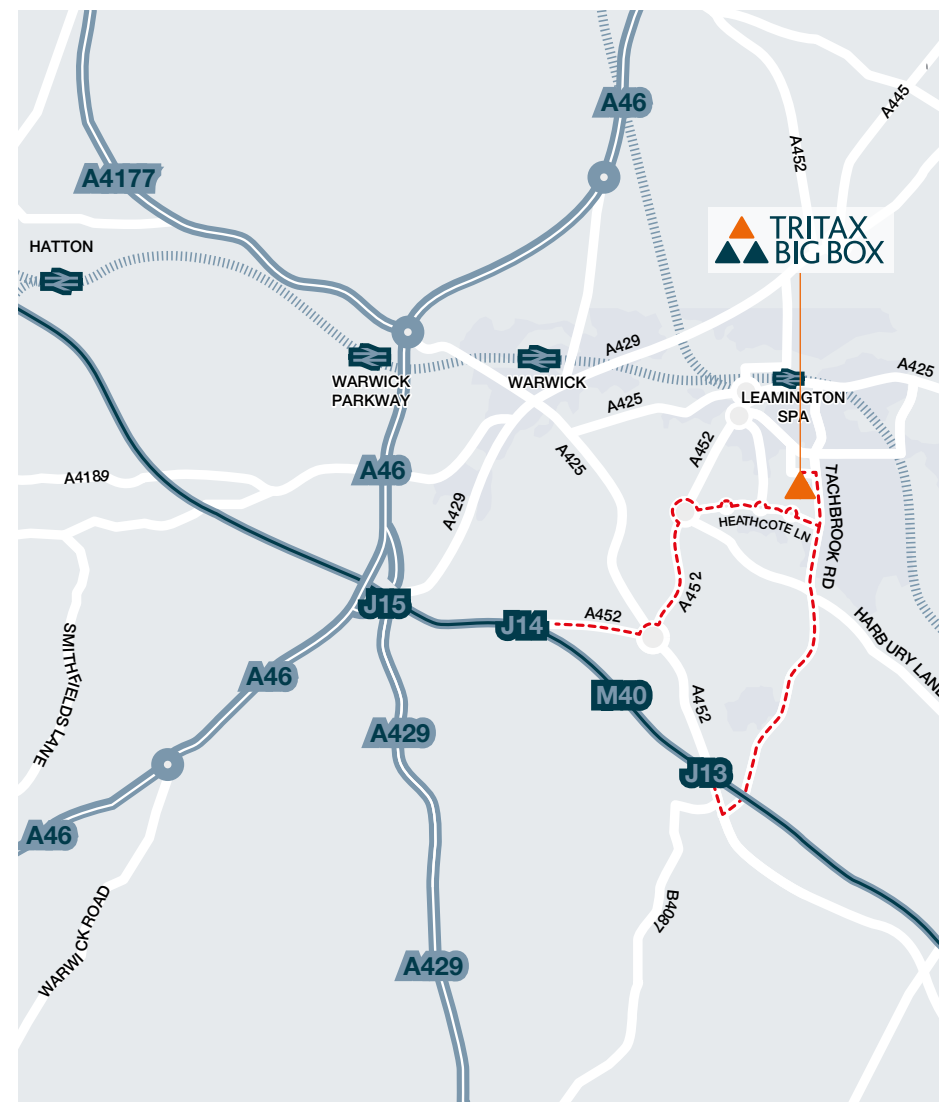 A46
A445
A452
A4177
TRITAX
BIG BOX
HATTON
A429
WARWICK
PARKWAY
WARWICK
A425
LEAMINGTON
SPA
A425
A452
A46
A425
A4189
A429
TACHBROOK RD
HEATHCOTE LN
A452
J15
A452
J14
HARBURY LANE
SMITHFIELDS LANE
A46
M40
A452
A429
J13
A46
B4087
WARWICK ROAD
A429